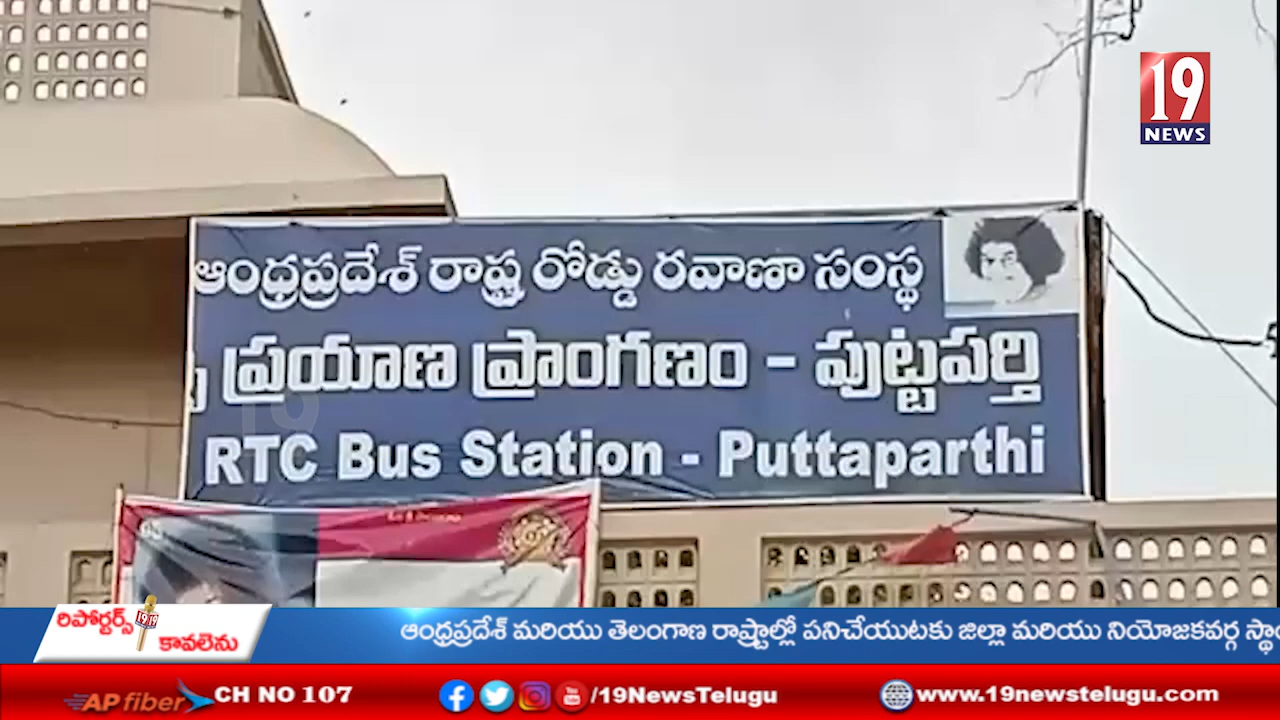 19
NEWS
ఆంధ్రప్రదేశ్ రాష్ట్ర రోడ్డు రవాణా సంస్థ
ప్రయాణ ప్రాంగణం - పుట్టపర్తి
RTC Bus Station - Puttaparthi
రిపోర్టర్స్
కావలెను
ఆంధ్రప్రదేశ్ మరియు తెలంగాణ రాష్ట్రాల్లో పనిచేయుటకు జిల్లా మరియు నియోజకవర్గ
AP fiber CH NO 107 /19NewsTelugu www.19newstelugu.com